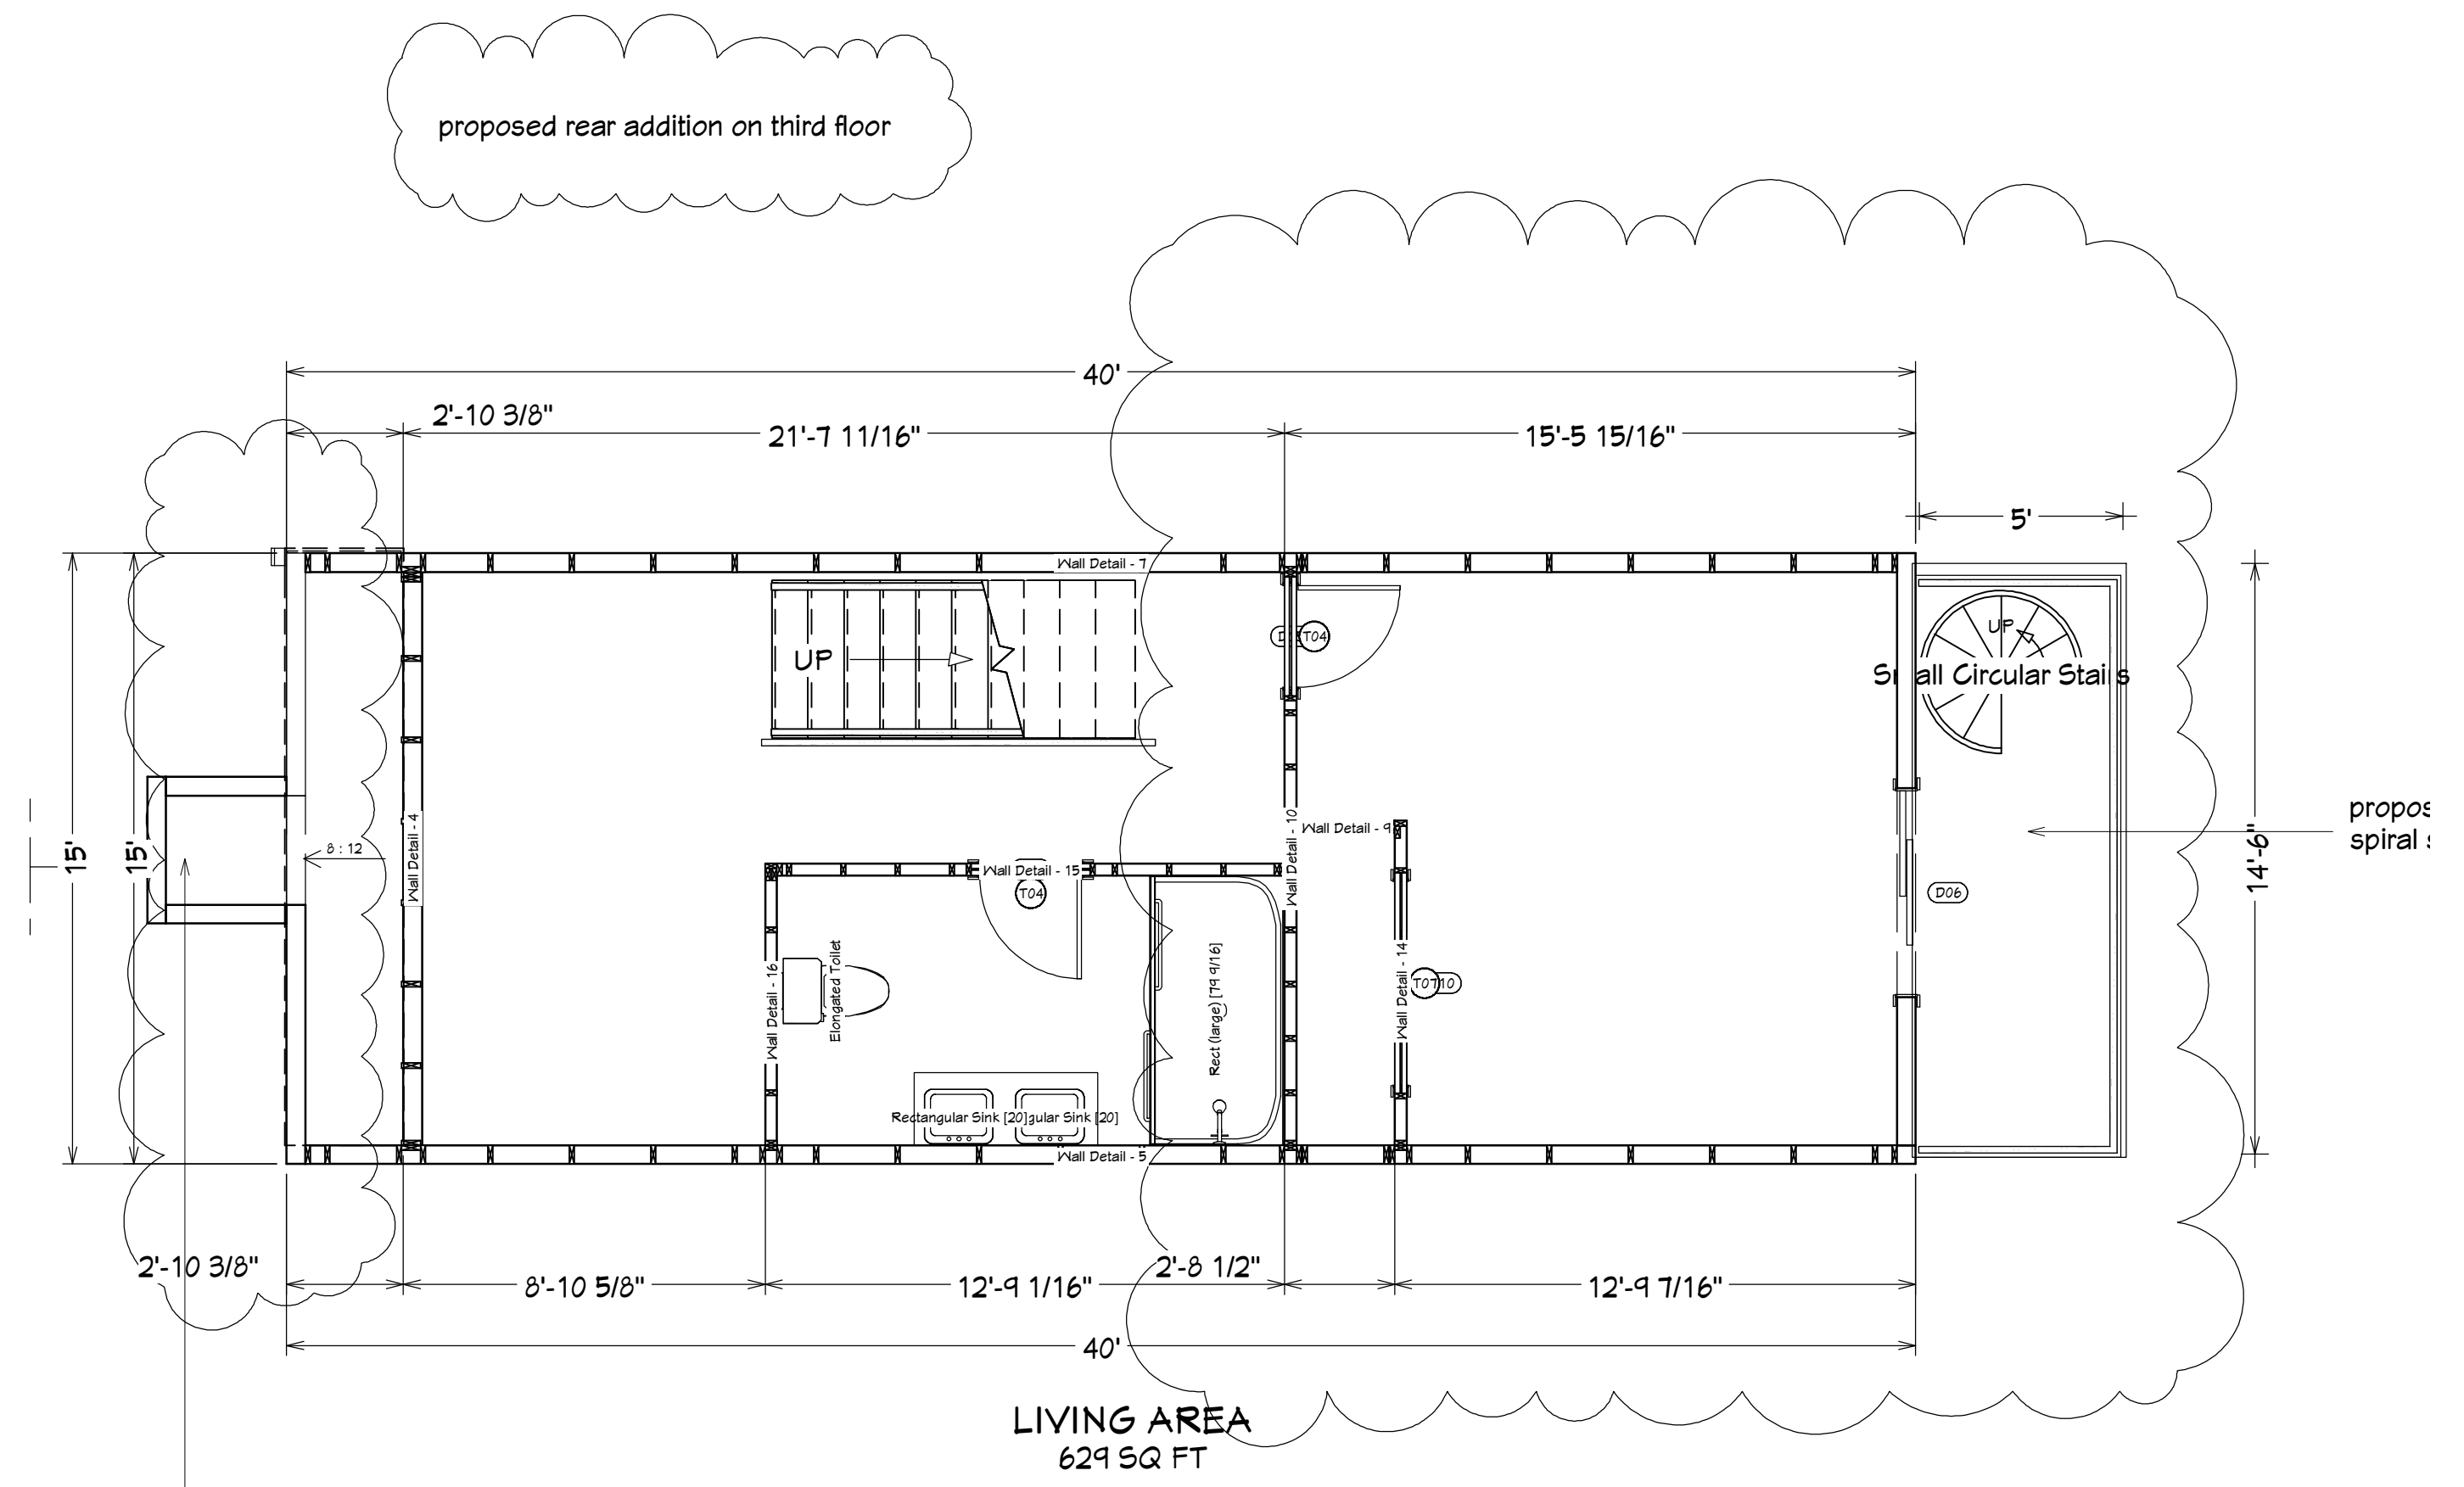 proposed rear addition on third floor
40'
2'-10 3/8"
21'-7 11/16"
15'-5 15/16"
5'
Wall Detail - 7
UP
T04
UP
Small Circular Stairs
15'
15'
8 : 12
Wall Detail - 4
Wall Detail - 10
Wall Detail - 9
spiral
14'-6"
Wall Detail - 15
T04
D06
Wall Detail - 16
Elongated Toilet
Rect (large) [79 9/16]
Wall Detail - 14
T07
10
Rectangular Sink [20]
gular Sink [20]
Wall Detail - 5
2'-10 3/8"
8'-10 5/8"
12'-9 1/16"
2'-8 1/2"
12'-9 7/16"
40'
LIVING AREA
629 SQ FT